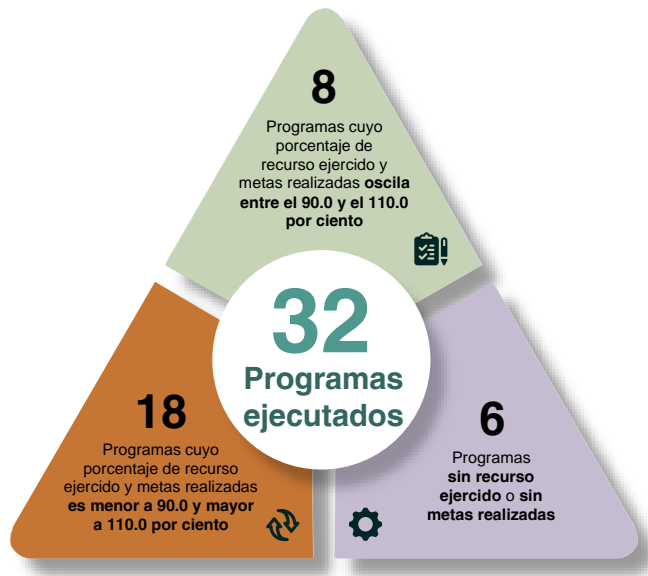 8
Programas cuyo
porcentaje de
recurso ejercido y
metas realizadas oscila
entre el 90.0 y el 110.0
por ciento
32
Programas
ejecutados
18
Programas cuyo
porcentaje de recurso
ejercido y metas realizadas
es menor a 90.0 y mayor
a 110.0 por ciento
6
Programas
sin recurso
ejercido o sin
metas realizadas